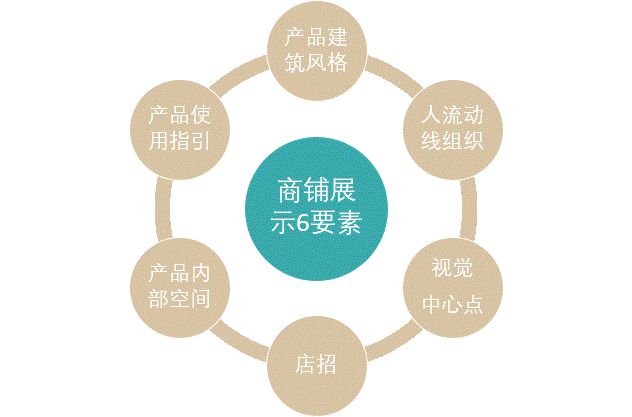 产品建
筑风格
产品使
用指引
人流动
线组织
商铺展
示6要素
产品内
部空间
视觉
中心点
店招